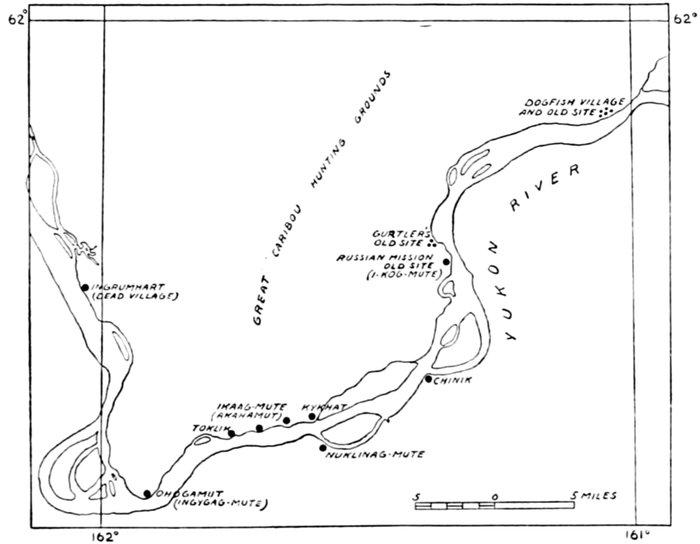 62°
62°
DOGFISH VILLAGE
AND OLD SITE
GREAT CARIBOU HUNTING GROUNDS
YUKON RIVER
GURTLER'S
OLD SITE
RUSSIAN MISSION
OLD SITE
(I-KOG-MUTE)
INGRUMHART
(DEAD VILLAGE)
CHINIK
IKAAG-MUTE
(AKAHAMUT)
KYKHAT
TOKLIK
NUKLINAG-MUTE
OHOGAMUT
(INGYGAG-MUTE)
5 0 5 MILES
162°
161°